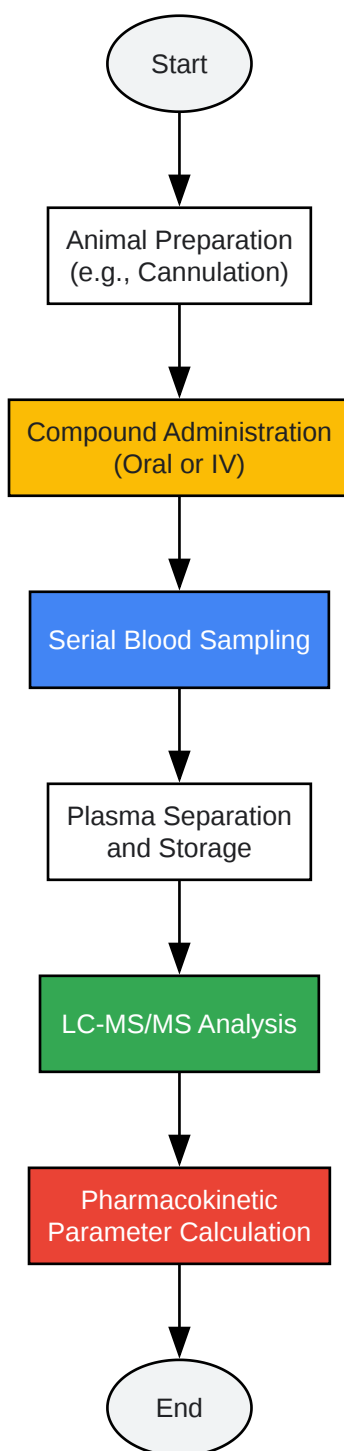 Start
Animal Preparation
(e.g., Cannulation)
Compound Administration
(Oral or IV)
Serial Blood Sampling
Plasma Separation
and Storage
LC-MS/MS Analysis
Pharmacokinetic
Parameter Calculation
End